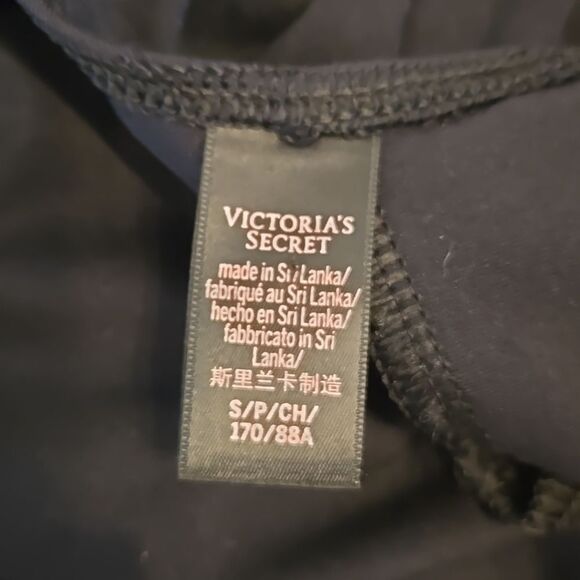 VICTORIA'S
SECRET
made in Sri Lanka/
fabriqué au Sri Lanka/
hecho en Sri Lanka/
fabbricato in Sri
Lanka/
斯里兰卡制造
S/P/CH/
170/88A